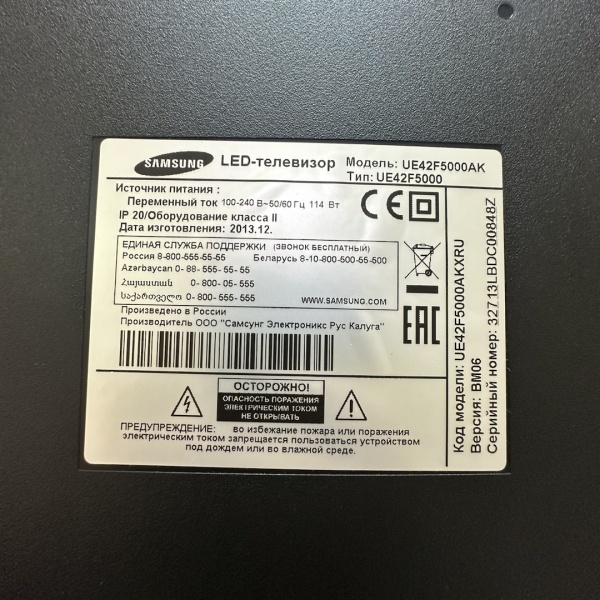 SAMSUNG LED-телевизор Модель: UE42F5000AK
Тип: UE42F5000
Источник питания :
Переменный ток 100-240 В~50/60 Гц 114 Вт
IP 20/Оборудование класса II
Дата изготовления: 2013.12.
CE
ЕДИНАЯ СЛУЖБА ПОДДЕРЖКИ (ЗВОНОК БЕСПЛАТНЫЙ)
Россия 8-800-555-55-55 Беларусь 8-10-800-500-55-500
Azərbaycan 0- 88- 555- 55- 55
Հայաստան 0- 800- 05- 555
საქართველო 0- 800- 555- 555
WWW.SAMSUNG.COM
Произведено в России
Производитель ООО "Самсунг Электроникс Рус Калуга"
EAC
ОСТОРОЖНО!
ОПАСНОСТЬ ПОРАЖЕНИЯ
ЭЛЕКТРИЧЕСКИМ ТОКОМ
НЕ ОТКРЫВАТЬ
ПРЕДУПРЕЖДЕНИЕ: во избежание пожара или поражения
электрическим током запрещается пользоваться устройством
под дождем или во влажной среде.
Код модели: UE42F5000AKXRU
Версия: BM06
Серийный номер: 32713LBDC00848Z